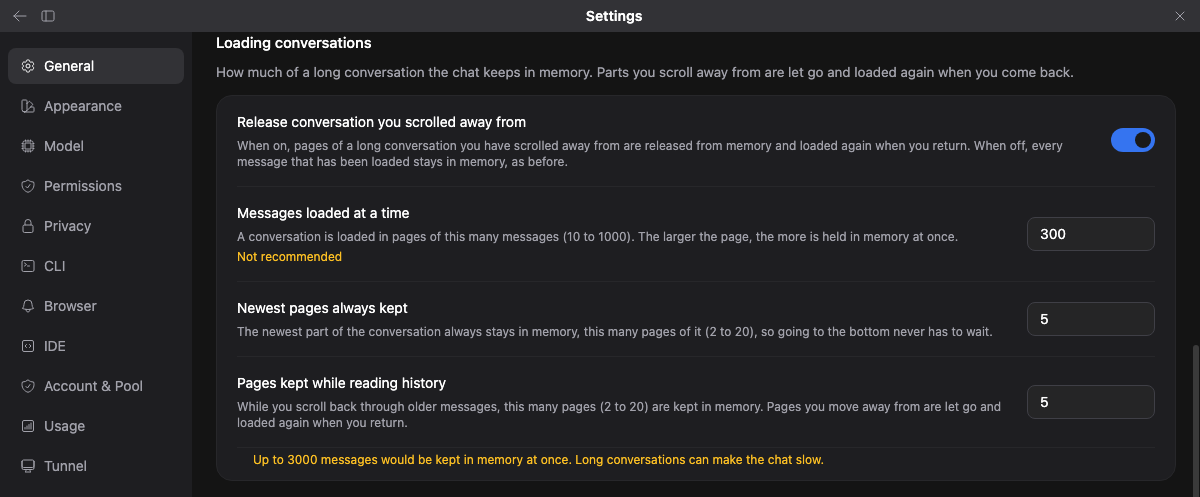 Settings
General
Appearance
Model
Permissions
Privacy
CLI
Browser
IDE
Account & Pool
Usage
Tunnel
Loading conversations
How much of a long conversation the chat keeps in memory. Parts you scroll away from are let go and loaded again when you come back.
Release conversation you scrolled away from
When on, pages of a long conversation you have scrolled away from are released from memory and loaded again when you return. When off, every
message that has been loaded stays in memory, as before.
Messages loaded at a time
A conversation is loaded in pages of this many messages (10 to 1000). The larger the page, the more is held in memory at once.
Not recommended
300
Newest pages always kept
The newest part of the conversation always stays in memory, this many pages of it (2 to 20), so going to the bottom never has to wait.
5
Pages kept while reading history
While you scroll back through older messages, this many pages (2 to 20) are kept in memory. Pages you move away from are let go and
loaded again when you return.
5
Up to 3000 messages would be kept in memory at once. Long conversations can make the chat slow.